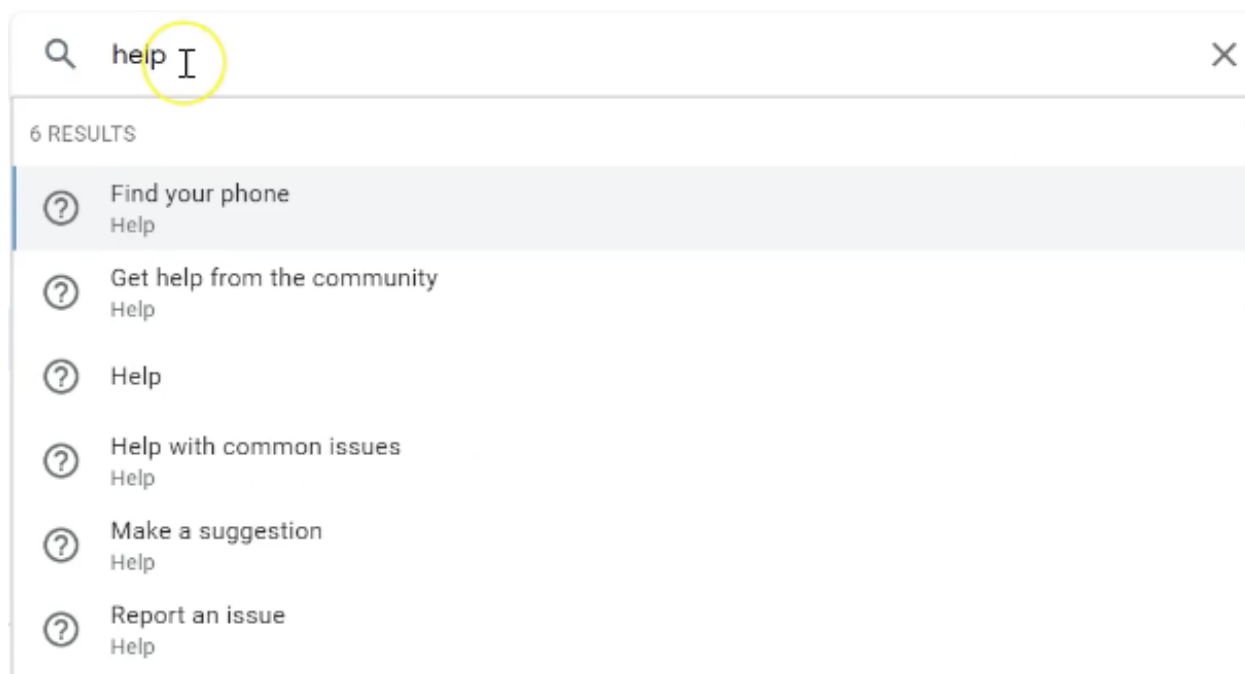 help
6 RESULTS
Find your phone
Help
Get help from the community
Help
Help
Help with common issues
Help
Make a suggestion
Help
Report an issue
Help